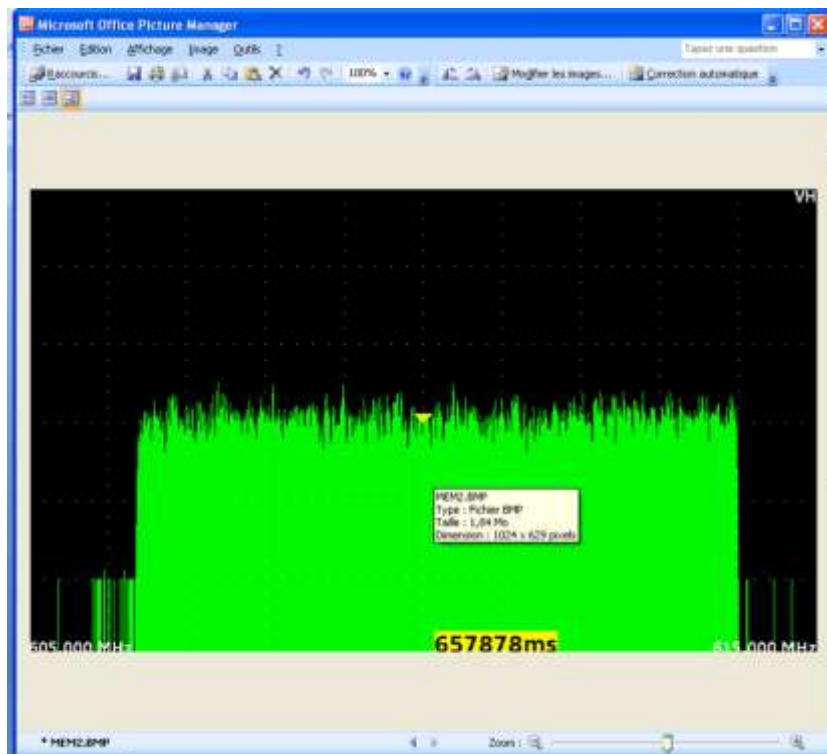 Microsoft Office Picture Manager
Fichier Edition Affichage Image Outils ?
Tapez une question
Raccourcis... 100% Modifier les images... Correction automatique
VH
MEM2.BMP
Type : Fichier BMP
Taille : 1,84 Mo
Dimension : 1024 x 629 pixels
605.000 MHz 657878ms 615.000 MHz
* MEM2.BMP Zoom :